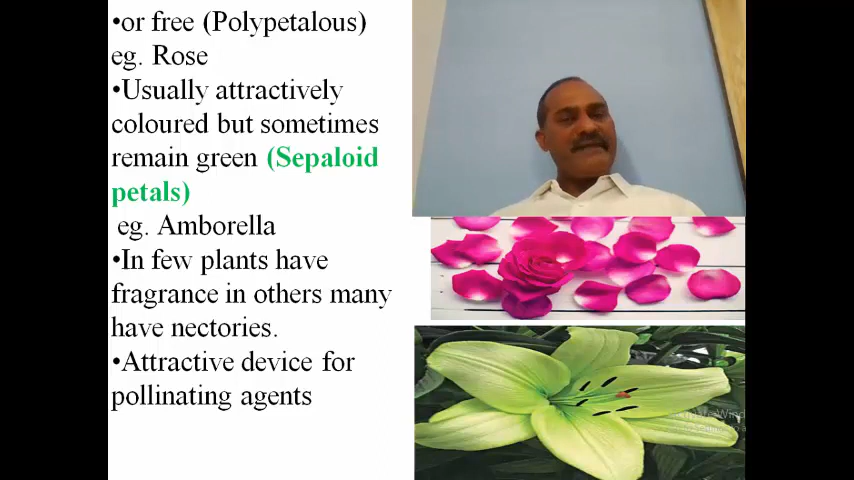 •or free (Polypetalous)
eg. Rose
•Usually attractively
coloured but sometimes
remain green (Sepaloid
petals)
eg. Amborella
•In few plants have
fragrance in others many
have nectories.
•Attractive device for
pollinating agents